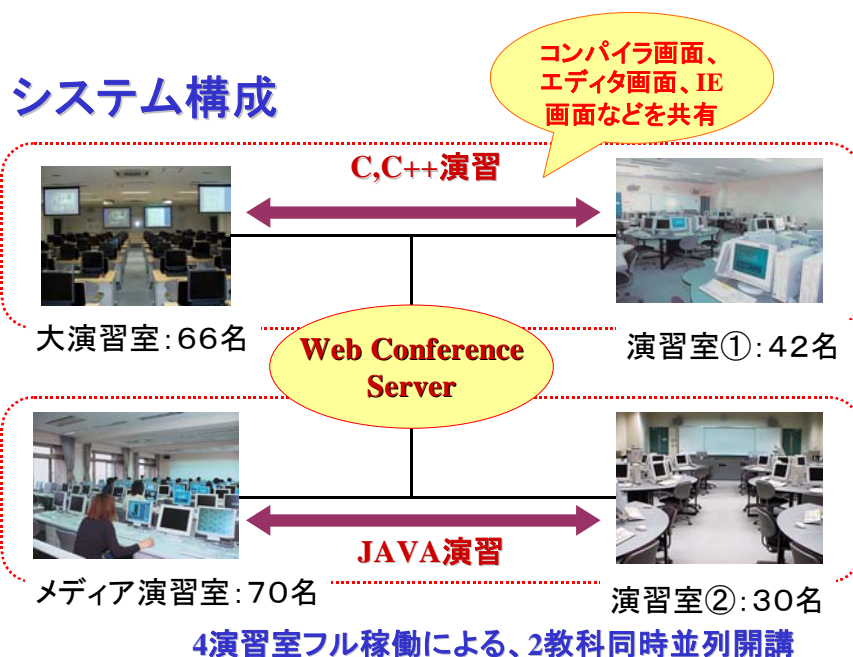 コンパイラ画面、
エディタ画面、IE
画面などを共有
システム構成
C,C++演習
大演習室：66名
演習室①：42名
Web Conference
Server
JAVA演習
メディア演習室：70名
演習室②：30名
4演習室フル稼働による、2教科同時並列開講